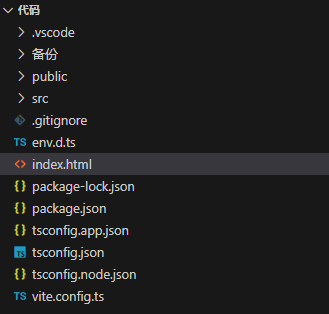 代码
.vscode
备份
public
src
.gitignore
TS env.d.ts
<> index.html
{} package-lock.json
{} package.json
{} tsconfig.app.json
TS tsconfig.json
{} tsconfig.node.json
TS vite.config.ts